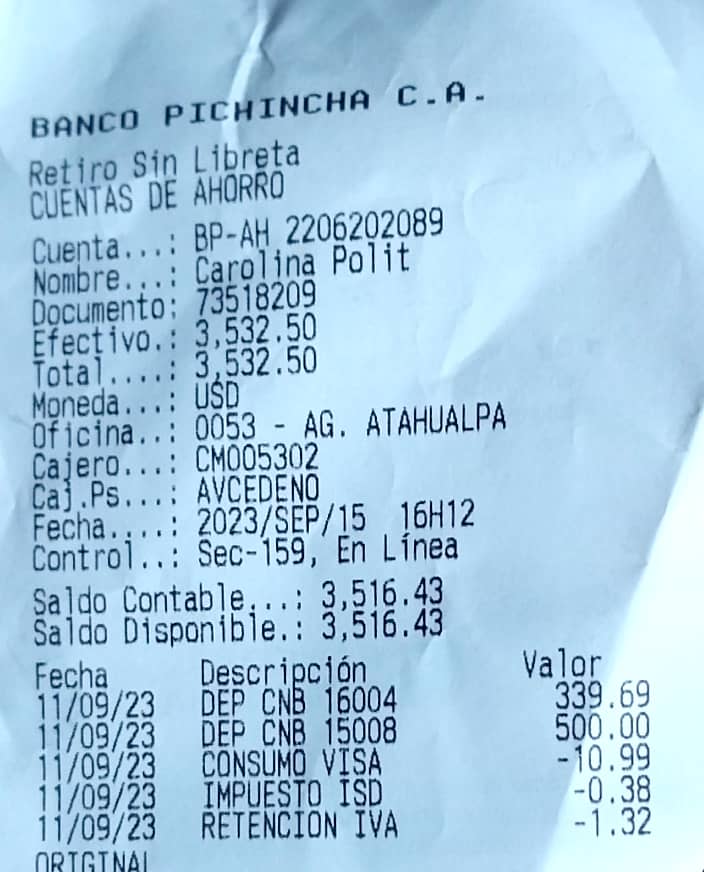 BANCO PICHINCHA C.A.
Retiro Sin Libreta
CUENTAS DE AHORRO
Cuenta...: BP-AH 2206202089
Nombre...: Carolina Polit
Documento: 73518209
Efectivo.: 3,532.50
Total....: 3,532.50
Moneda...: USD
Oficina..: 0053 - AG. ATAHUALPA
Cajero...: CM005302
Caj.Ps...: AVCEDENO
Fecha....: 2023/SEP/15 16H12
Control..: Sec-159, En Línea
Saldo Contable...: 3,516.43
Saldo Disponible.: 3,516.43
Fecha Descripción Valor
11/09/23 DEP CNB 16004 339.69
11/09/23 DEP CNB 15008 500.00
11/09/23 CONSUMO VISA -10.99
11/09/23 IMPUESTO ISD -0.38
11/09/23 RETENCION IVA -1.32
ORIGINAL